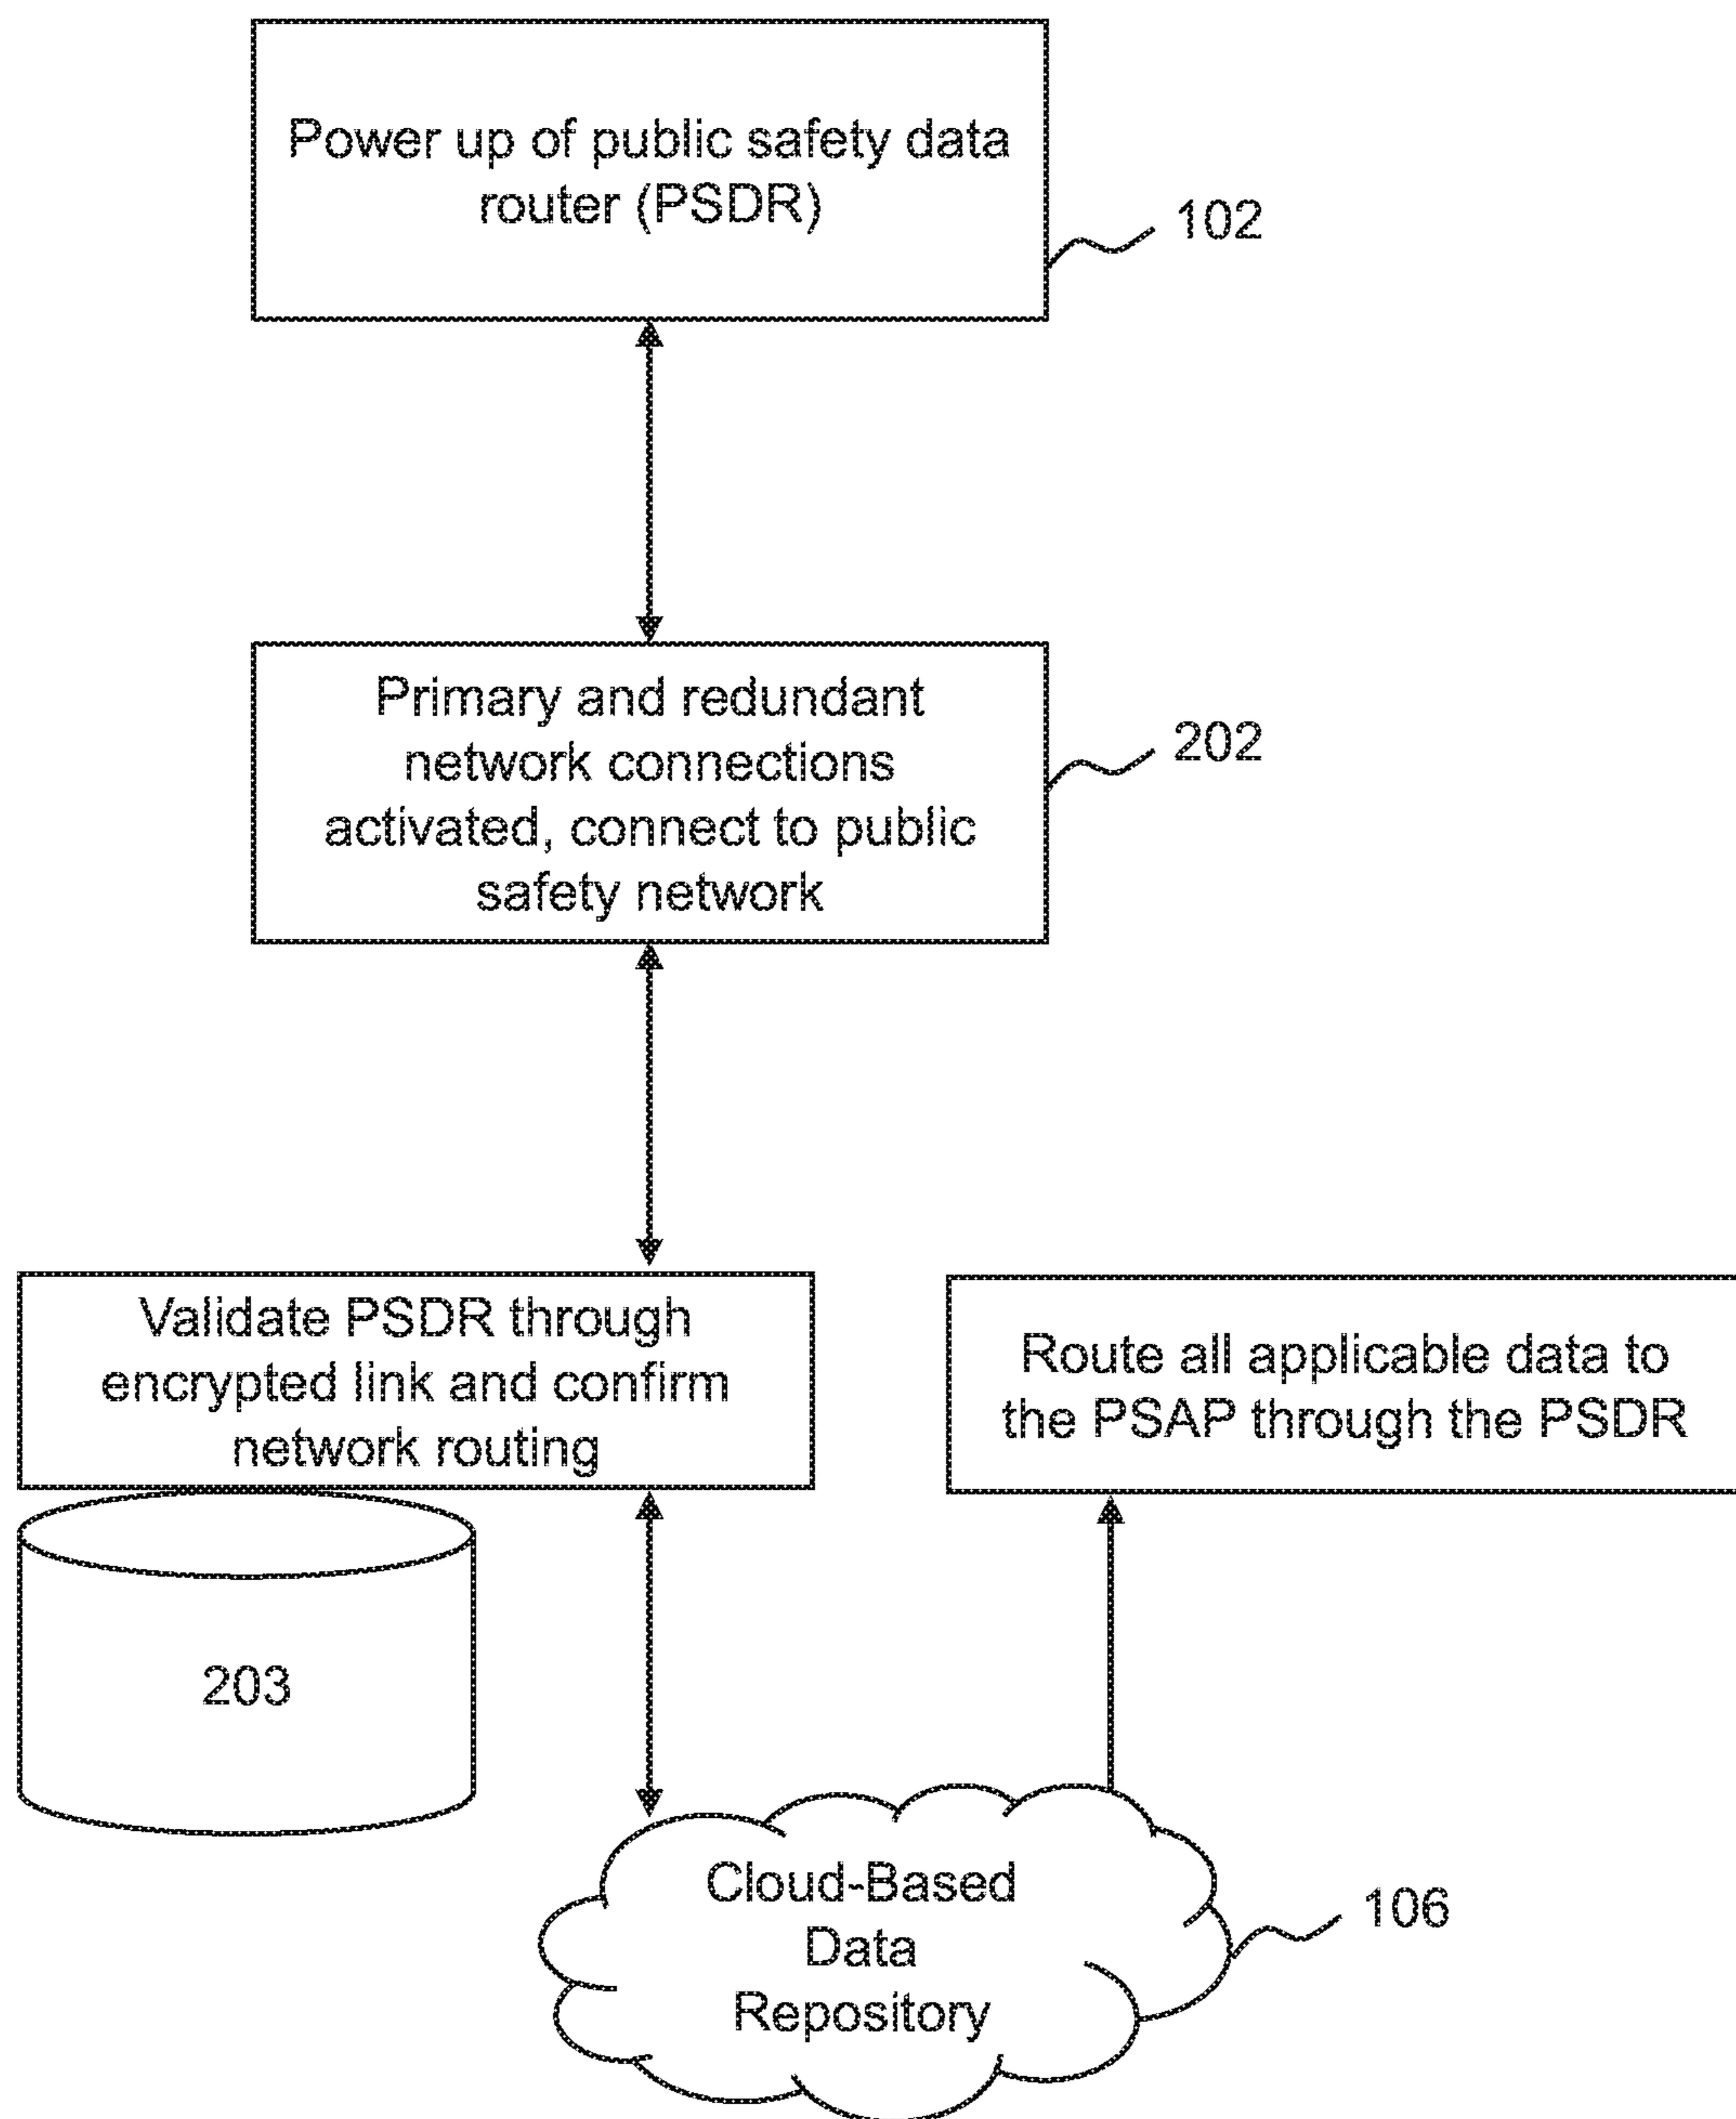 Power up of public safety data
router (PSDR)
102
Primary and redundant
network connections
activated, connect to public
safety network
202
Validate PSDR through
encrypted link and confirm
network routing
Route all applicable data to
the PSAP through the PSDR
203
Cloud-Based
Data
Repository
106